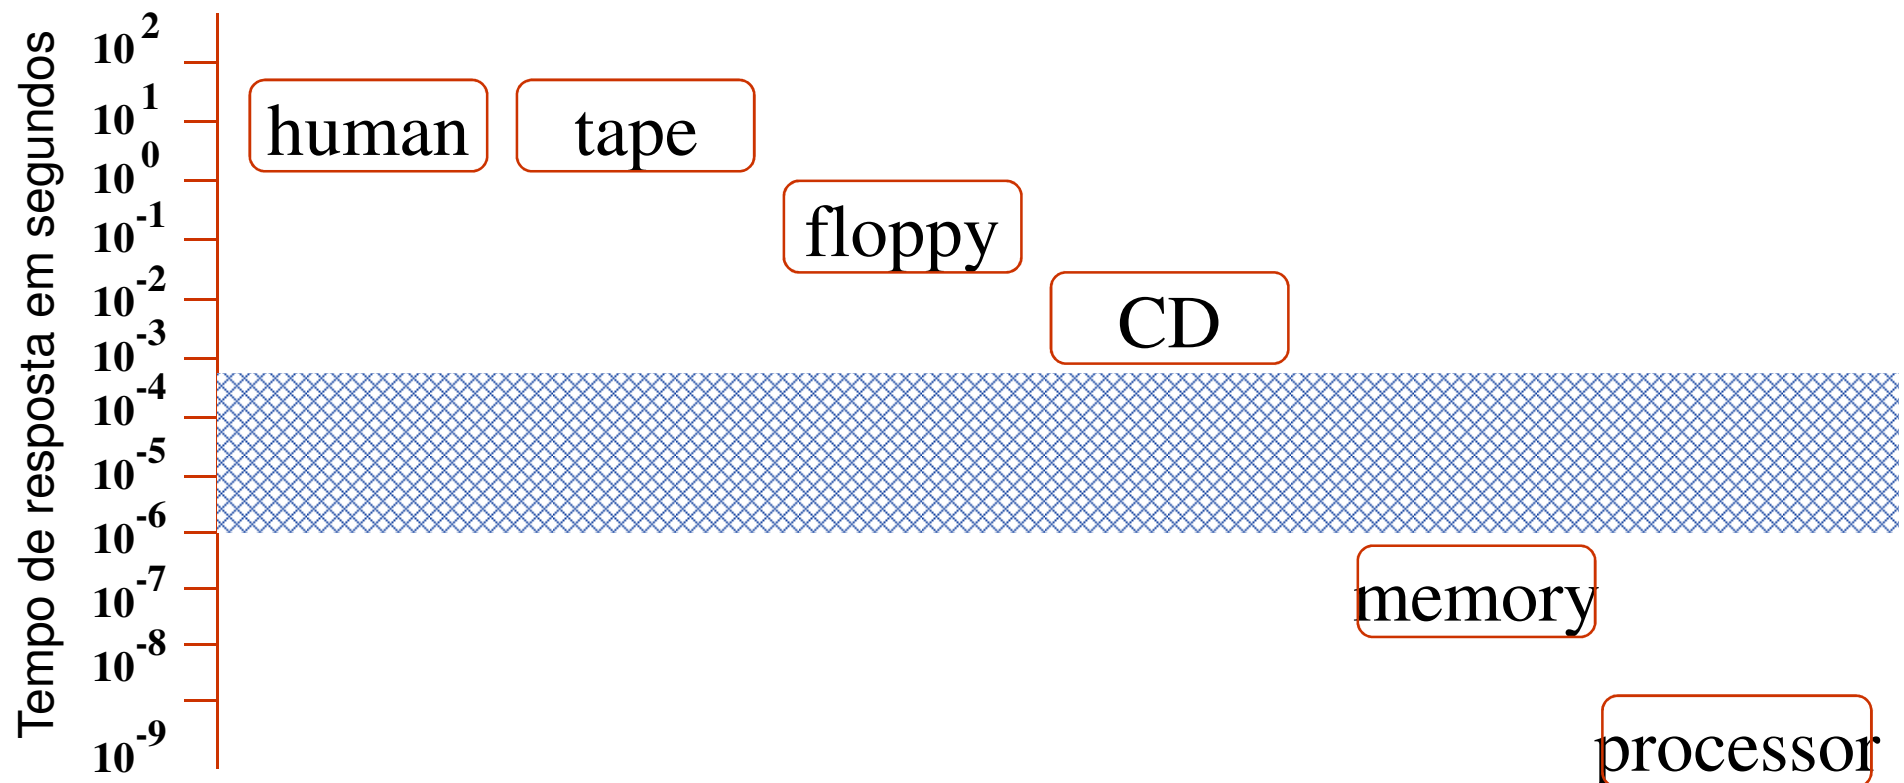 Tempo de resposta em segundos
10^2
10^1
10^0
10^-1
10^-2
10^-3
10^-4
10^-5
10^-6
10^-7
10^-8
10^-9
human
tape
floppy
CD
memory
processor